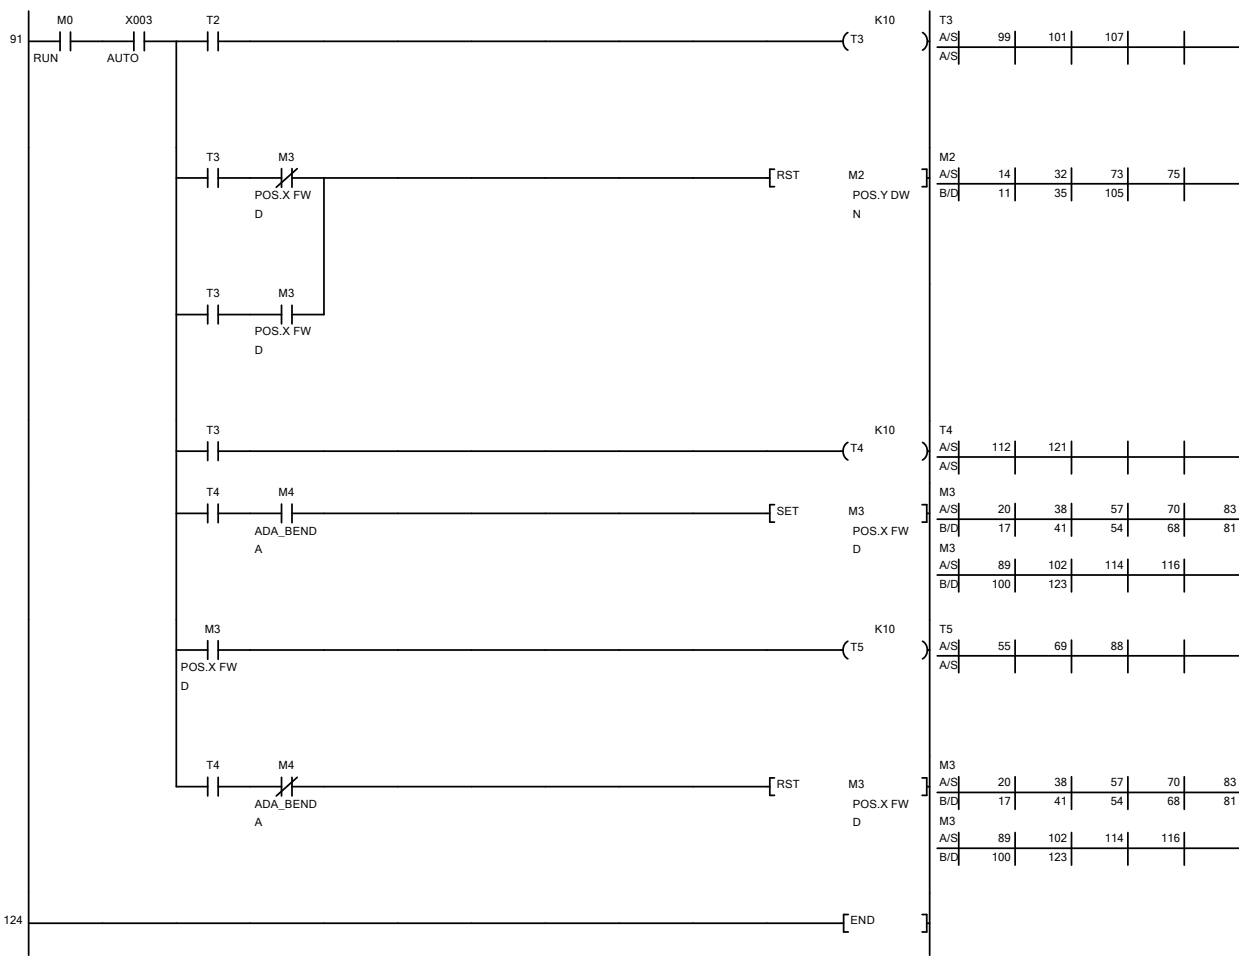 M0 X003 T2 K10 T3
91 T3 A/S 99 101 107
RUN AUTO A/S
T3 M3 M2
RST M2 A/S 14 32 73 75
POS.X FW POS.Y DW B/D 11 35 105
D N
T3 M3
POS.X FW
D
T3 K10 T4
T4 A/S 112 121
A/S
T4 M4 M3
SET M3 A/S 20 38 57 70 83
ADA_BEND POS.X FW B/D 17 41 54 68 81
A D M3
A/S 89 102 114 116
B/D 100 123
M3 K10 T5
T5 A/S 55 69 88
POS.X FW A/S
D
T4 M4 M3
RST M3 A/S 20 38 57 70 83
ADA_BEND POS.X FW B/D 17 41 54 68 81
A D M3
A/S 89 102 114 116
B/D 100 123
124 END